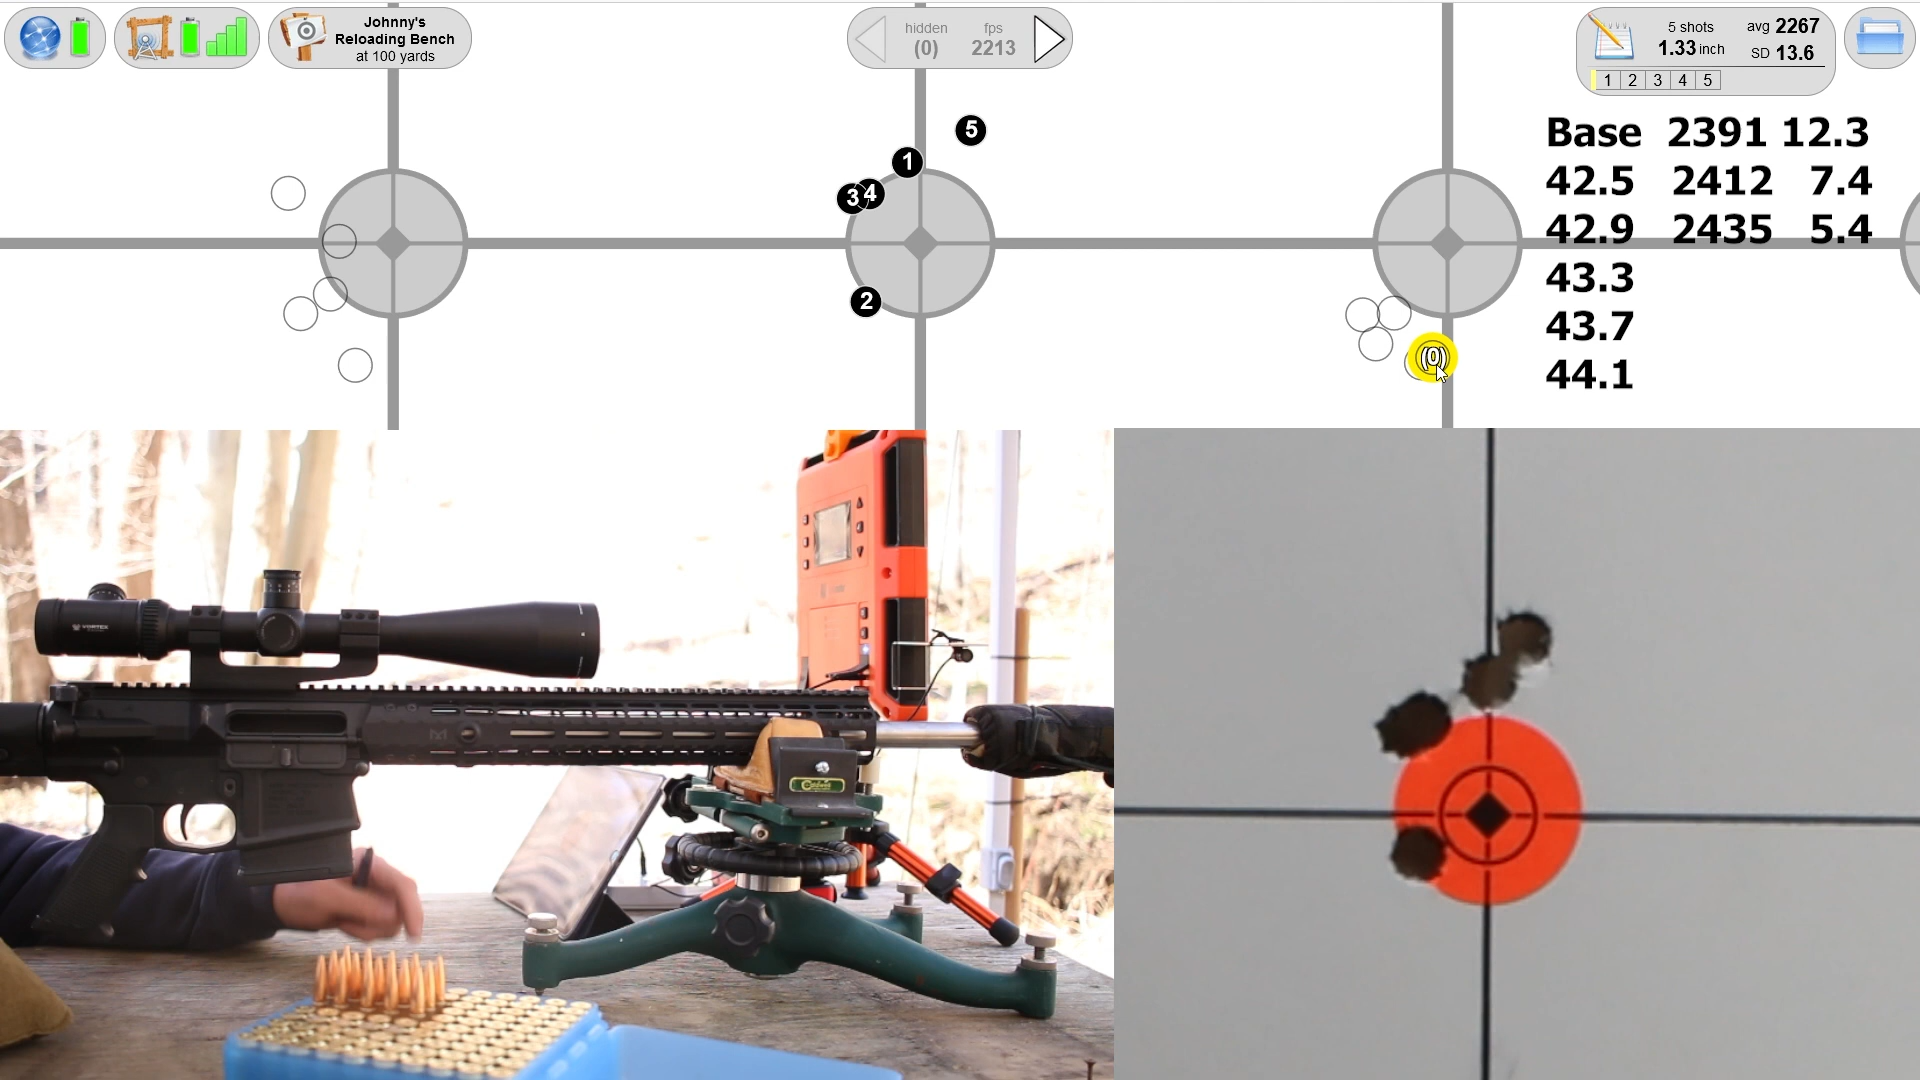 Johnny's
Reloading Bench
at 100 yards
hidden
(0)
fps
2213
5 shots
1.33 inch
avg 2267
SD 13.6
1 2 3 4 5
Base 2391 12.3
42.5 2412 7.4
42.9 2435 5.4
43.3
43.7
44.1
5
1
3 4
2
(0)
VORTEX
Caldwell